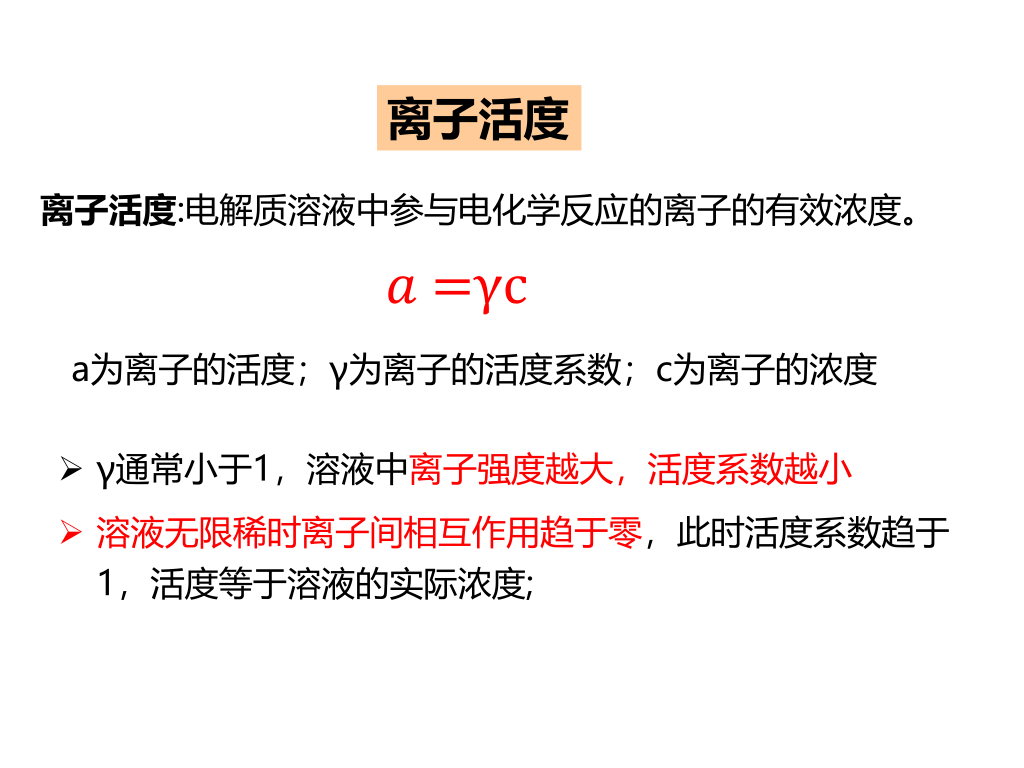 离子活度
离子活度:电解质溶液中参与电化学反应的离子的有效浓度。
𝑎 =γc
a为离子的活度；γ为离子的活度系数；c为离子的浓度
➢ γ通常小于1，溶液中离子强度越大，活度系数越小
➢ 溶液无限稀时离子间相互作用趋于零，此时活度系数趋于
1，活度等于溶液的实际浓度;